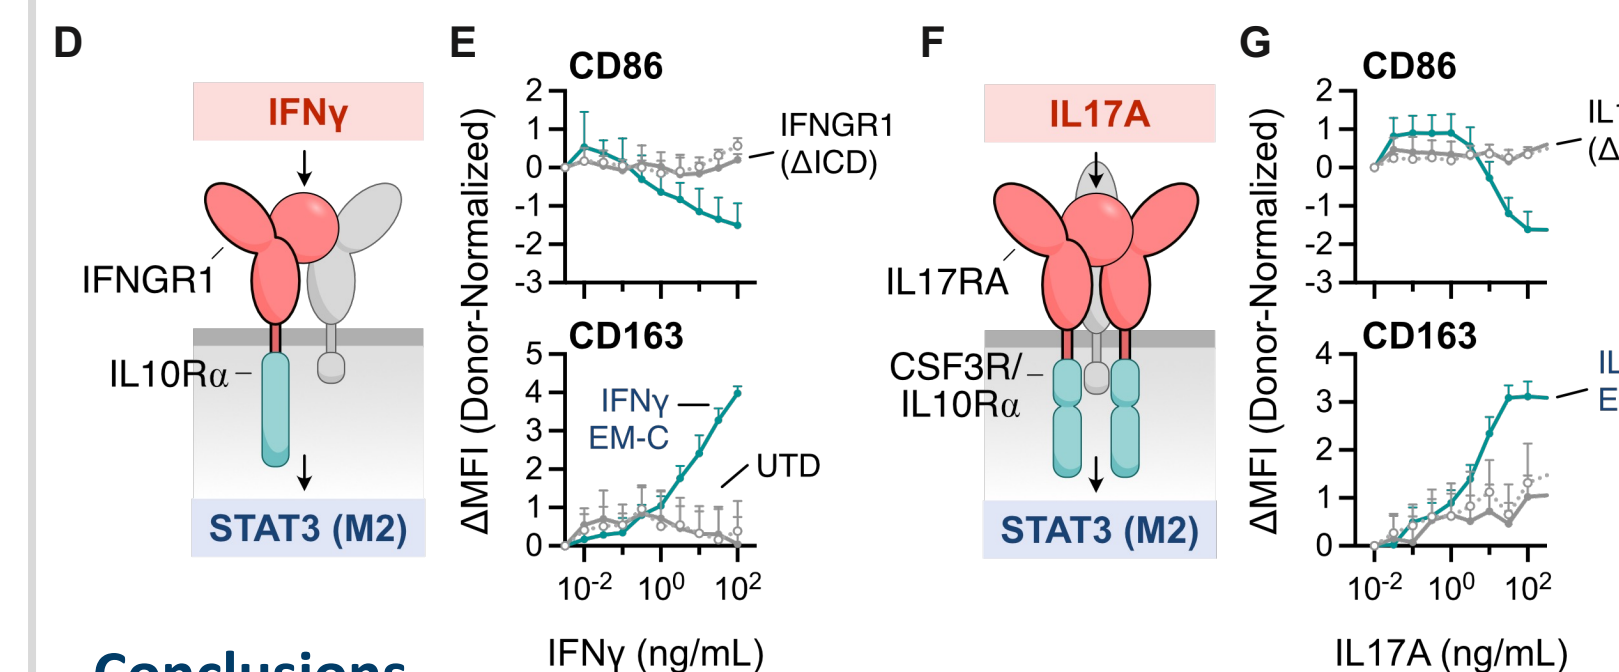 D
IFNγ
IFNGR1
IL10Rα
STAT3 (M2)
E
CD86
ΔMFI (Donor-Normalized)
2
1
0
-1
-2
-3
IFNGR1
(ΔICD)
CD163
5
4
3
2
1
0
IFNγ
EM-C
UTD
10-2
100
102
IFNγ (ng/mL)
F
IL17A
IL17RA
CSF3R/
IL10Rα
STAT3 (M2)
G
CD86
ΔMFI (Donor-Normalized)
2
1
0
-1
-2
-3
CD163
4
3
2
1
0
10-2
100
102
IL17A (ng/mL)
Conclusions